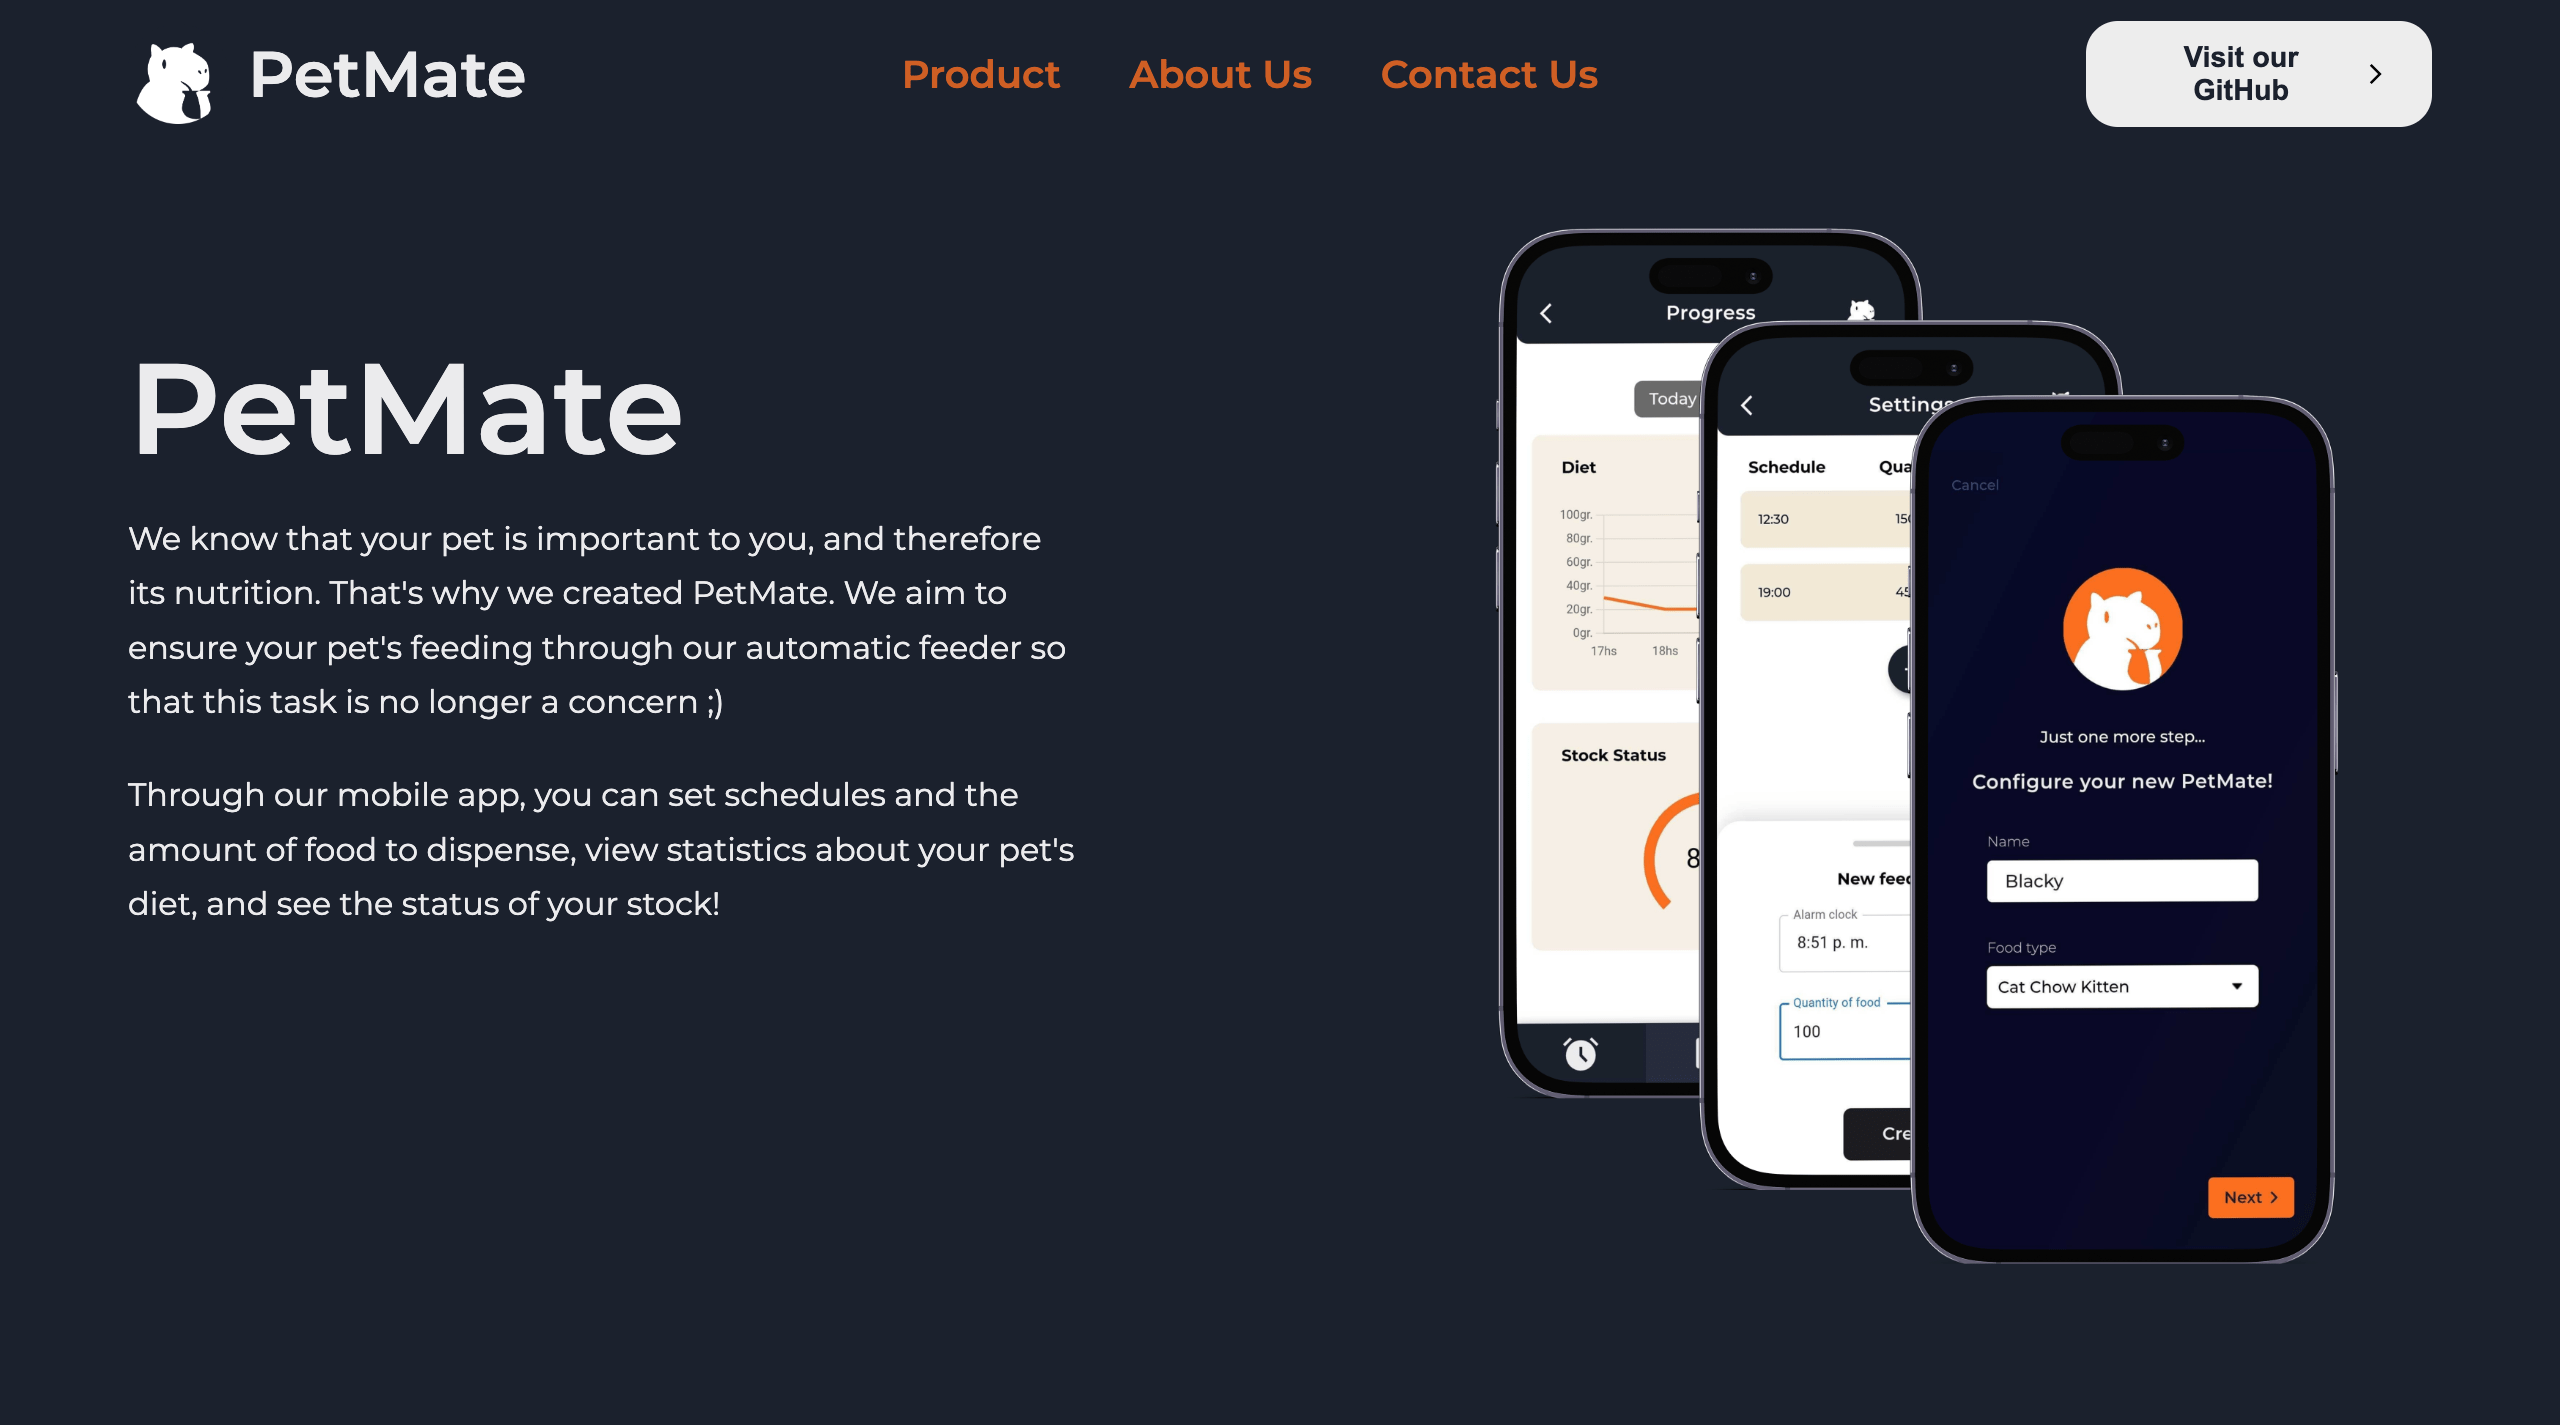 PetMate
Product
About Us
Contact Us
Visit our
GitHub
PetMate
We know that your pet is important to you, and therefore
its nutrition. That's why we created PetMate. We aim to
ensure your pet's feeding through our automatic feeder so
that this task is no longer a concern ;)
Through our mobile app, you can set schedules and the
amount of food to dispense, view statistics about your pet's
diet, and see the status of your stock!
Progress
Today
Diet
100gr.
80gr.
60gr.
40gr.
20gr.
0gr.
17hs 18hs
Stock Status
8
Settings
Schedule Qua
12:30 150
19:00 45
New feed
Alarm clock
8:51 p. m.
Quantity of food
100
Cre
Cancel
Just one more step...
Configure your new PetMate!
Name
Blacky
Food type
Cat Chow Kitten
Next